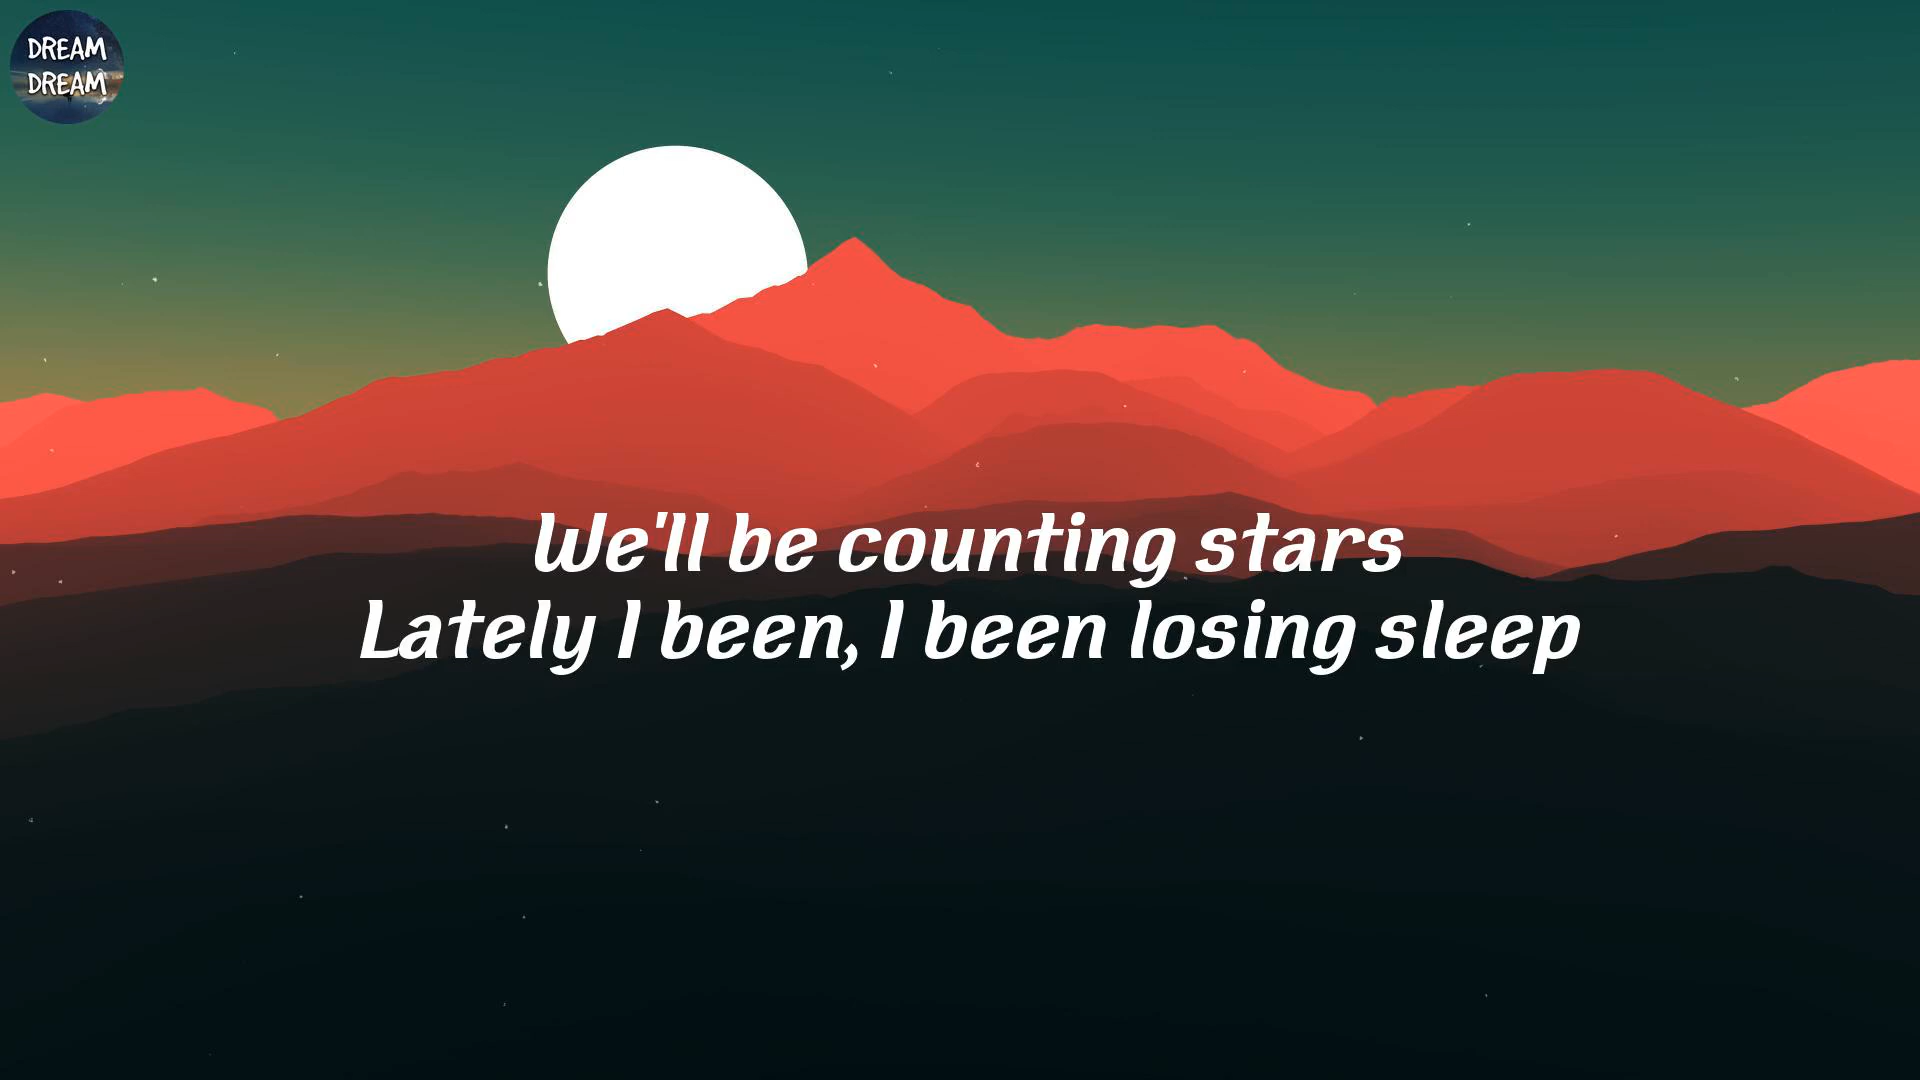 DREAM
DREAM
We'll be counting stars
Lately I been, I been losing sleep